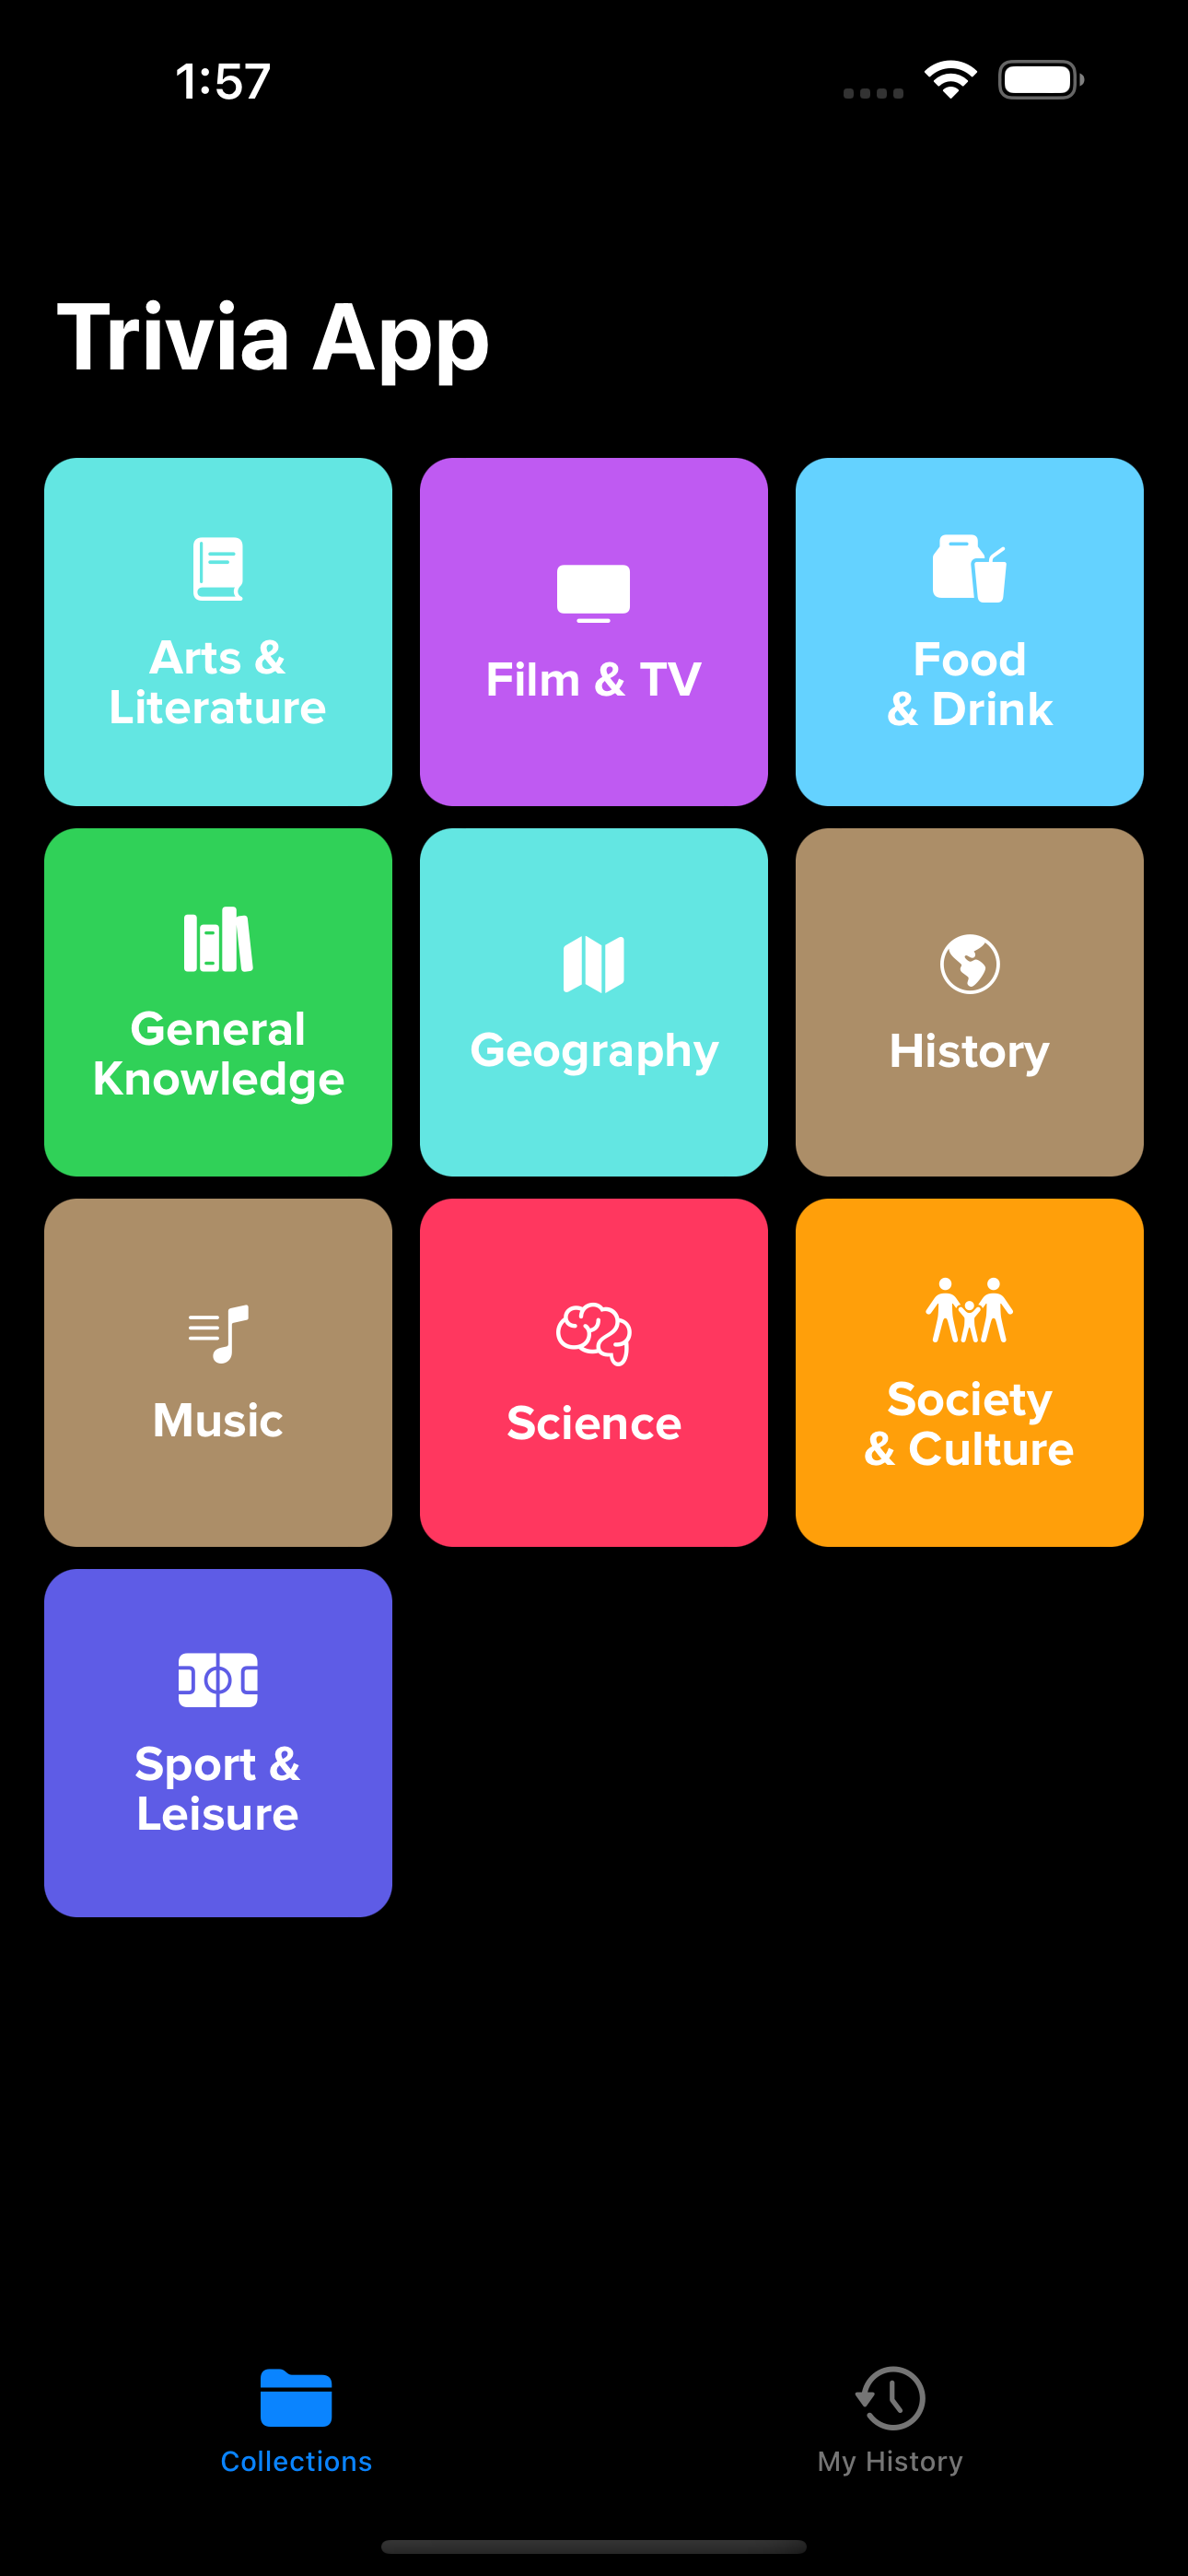 1:57
Trivia App
Arts &
Literature
Film & TV
Food
& Drink
General
Knowledge
Geography
History
Music
Science
Society
& Culture
Sport &
Leisure
Collections
My History